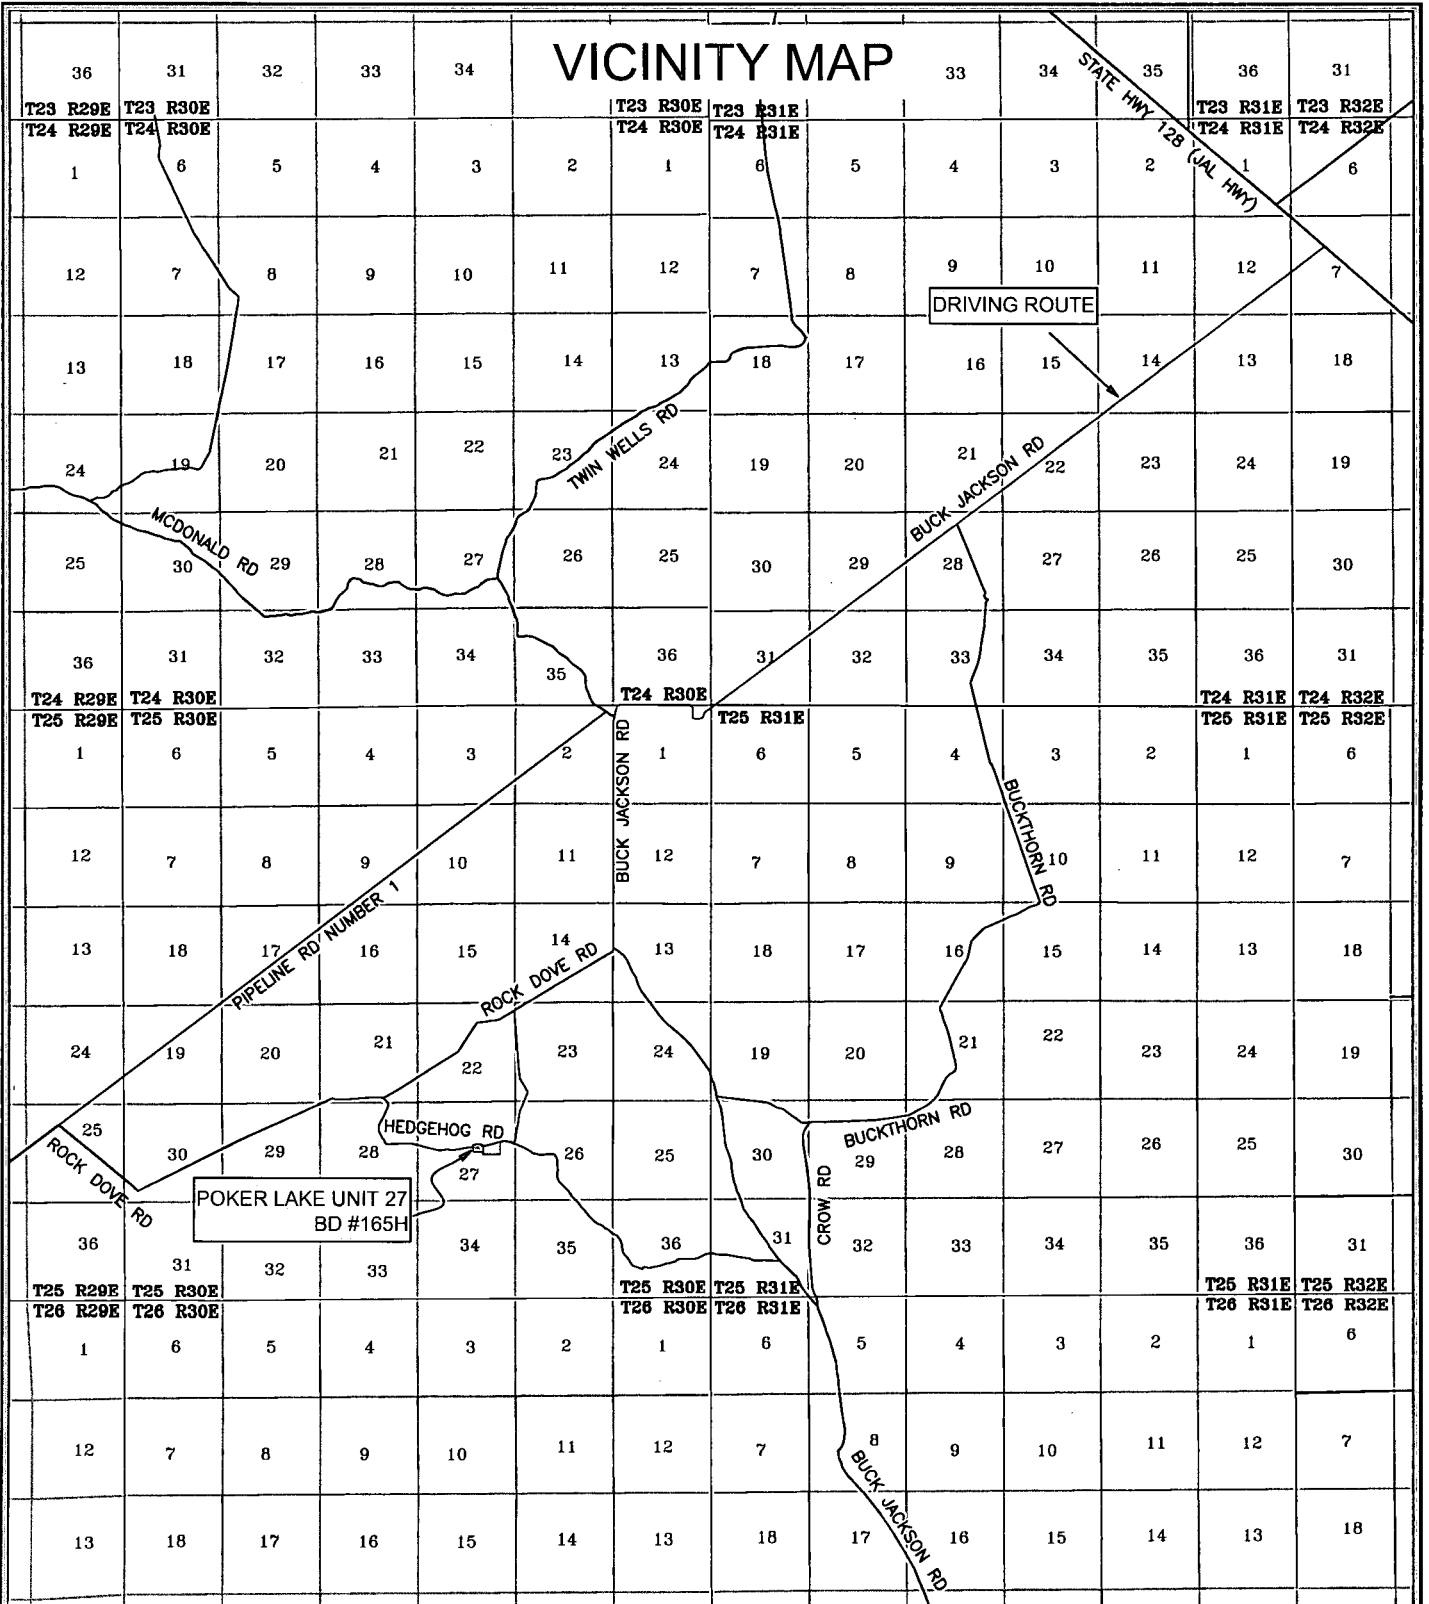 VICINITY MAP
36 31 32 33 34 33 34 35 36 31
STATE HWY 128 (JAL HWY)
T23 R29E T23 R30E T23 R30E T23 R31E T23 R31E T23 R32E
T24 R29E T24 R30E T24 R30E T24 R31E T24 R31E T24 R32E
1 6 5 4 3 2 1 6 5 4 3 2 1 6
12 7 8 9 10 11 12 7 8 9 10 11 12 7
DRIVING ROUTE
13 18 17 16 15 14 13 18 17 16 15 14 13 18
TWIN WELLS RD
BUCK JACKSON RD
24 19 20 21 22 23 24 19 20 21 22 23 24 19
MCDONALD RD
25 30 29 28 27 26 25 30 29 28 27 26 25 30
36 31 32 33 34 35 36 31 32 33 34 35 36 31
T24 R29E T24 R30E T24 R30E T24 R31E T24 R32E
T25 R29E T25 R30E T25 R31E T25 R31E T25 R32E
1 6 5 4 3 2 1 6 5 4 3 2 1 6
BUCK JACKSON RD
BUCKTHORN RD
12 7 8 9 10 11 12 7 8 9 10 11 12 7
PIPELINE RD NUMBER 1
13 18 17 16 15 14 13 18 17 16 15 14 13 18
ROCK DOVE RD
24 19 20 21 22 23 24 19 20 21 22 23 24 19
HEDGEHOG RD
BUCKTHORN RD
25 30 29 28 27 26 25 30 29 28 27 26 25 30
ROCK DOVE RD
CROW RD
POKER LAKE UNIT 27
BD #165H
36 31 32 33 34 35 36 31 32 33 34 35 36 31
T25 R29E T25 R30E T25 R30E T25 R31E T25 R31E T25 R32E
T26 R29E T26 R30E T26 R30E T26 R31E T26 R31E T26 R32E
1 6 5 4 3 2 1 6 5 4 3 2 1 6
12 7 8 9 10 11 12 7 8 9 10 11 12 7
BUCK JACKSON RD
13 18 17 16 15 14 13 18 17 16 15 14 13 18